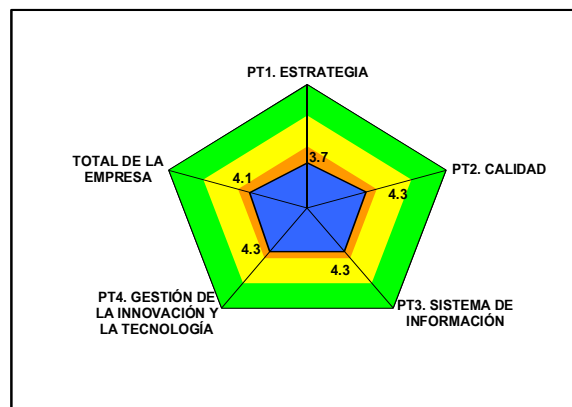 PT1. ESTRATEGIA
3.7
TOTAL DE LA
EMPRESA
4.1
PT2. CALIDAD
4.3
4.3
4.3
PT4. GESTIÓN DE
LA INNOVACIÓN Y
LA TECNOLOGÍA
PT3. SISTEMA DE
INFORMACIÓN